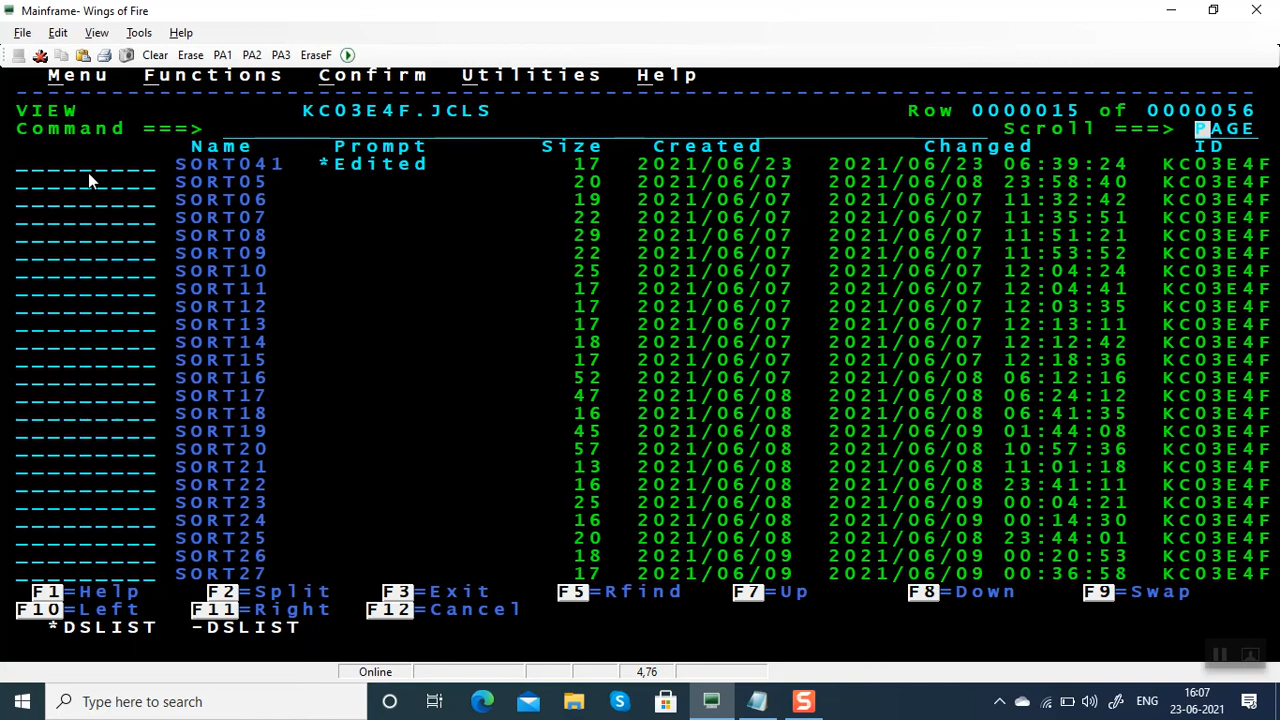 Mainframe- Wings of Fire
File Edit View Tools Help
Clear Erase PA1 PA2 PA3 EraseF
Menu Functions Confirm Utilities Help
VIEW KC03E4F.JCLS Row 0000015 of 0000056
Command ===> Scroll ===> PAGE
Name Prompt Size Created Changed ID
SORT041 *Edited 17 2021/06/23 2021/06/23 06:39:24 KC03E4F
SORT05 20 2021/06/07 2021/06/08 23:58:40 KC03E4F
SORT06 19 2021/06/07 2021/06/07 11:32:42 KC03E4F
SORT07 22 2021/06/07 2021/06/07 11:35:51 KC03E4F
SORT08 29 2021/06/07 2021/06/07 11:51:21 KC03E4F
SORT09 22 2021/06/07 2021/06/07 11:53:52 KC03E4F
SORT10 25 2021/06/07 2021/06/07 12:04:24 KC03E4F
SORT11 17 2021/06/07 2021/06/07 12:04:41 KC03E4F
SORT12 17 2021/06/07 2021/06/07 12:03:35 KC03E4F
SORT13 17 2021/06/07 2021/06/07 12:13:11 KC03E4F
SORT14 18 2021/06/07 2021/06/07 12:12:42 KC03E4F
SORT15 17 2021/06/07 2021/06/07 12:18:36 KC03E4F
SORT16 52 2021/06/07 2021/06/08 06:12:16 KC03E4F
SORT17 47 2021/06/08 2021/06/08 06:24:12 KC03E4F
SORT18 16 2021/06/08 2021/06/08 06:41:35 KC03E4F
SORT19 45 2021/06/08 2021/06/09 01:44:08 KC03E4F
SORT20 57 2021/06/08 2021/06/08 10:57:36 KC03E4F
SORT21 13 2021/06/08 2021/06/08 11:01:18 KC03E4F
SORT22 16 2021/06/08 2021/06/08 23:41:11 KC03E4F
SORT23 25 2021/06/09 2021/06/09 00:04:21 KC03E4F
SORT24 16 2021/06/08 2021/06/09 00:14:30 KC03E4F
SORT25 20 2021/06/08 2021/06/08 23:44:01 KC03E4F
SORT26 18 2021/06/09 2021/06/09 00:20:53 KC03E4F
SORT27 17 2021/06/09 2021/06/09 00:36:58 KC03E4F
F1=Help F2=Split F3=Exit F5=Rfind F7=Up F8=Down F9=Swap
F10=Left F11=Right F12=Cancel
*DSLIST -DSLIST
Online 4,76
Type here to search ENG 16:07
23-06-2021